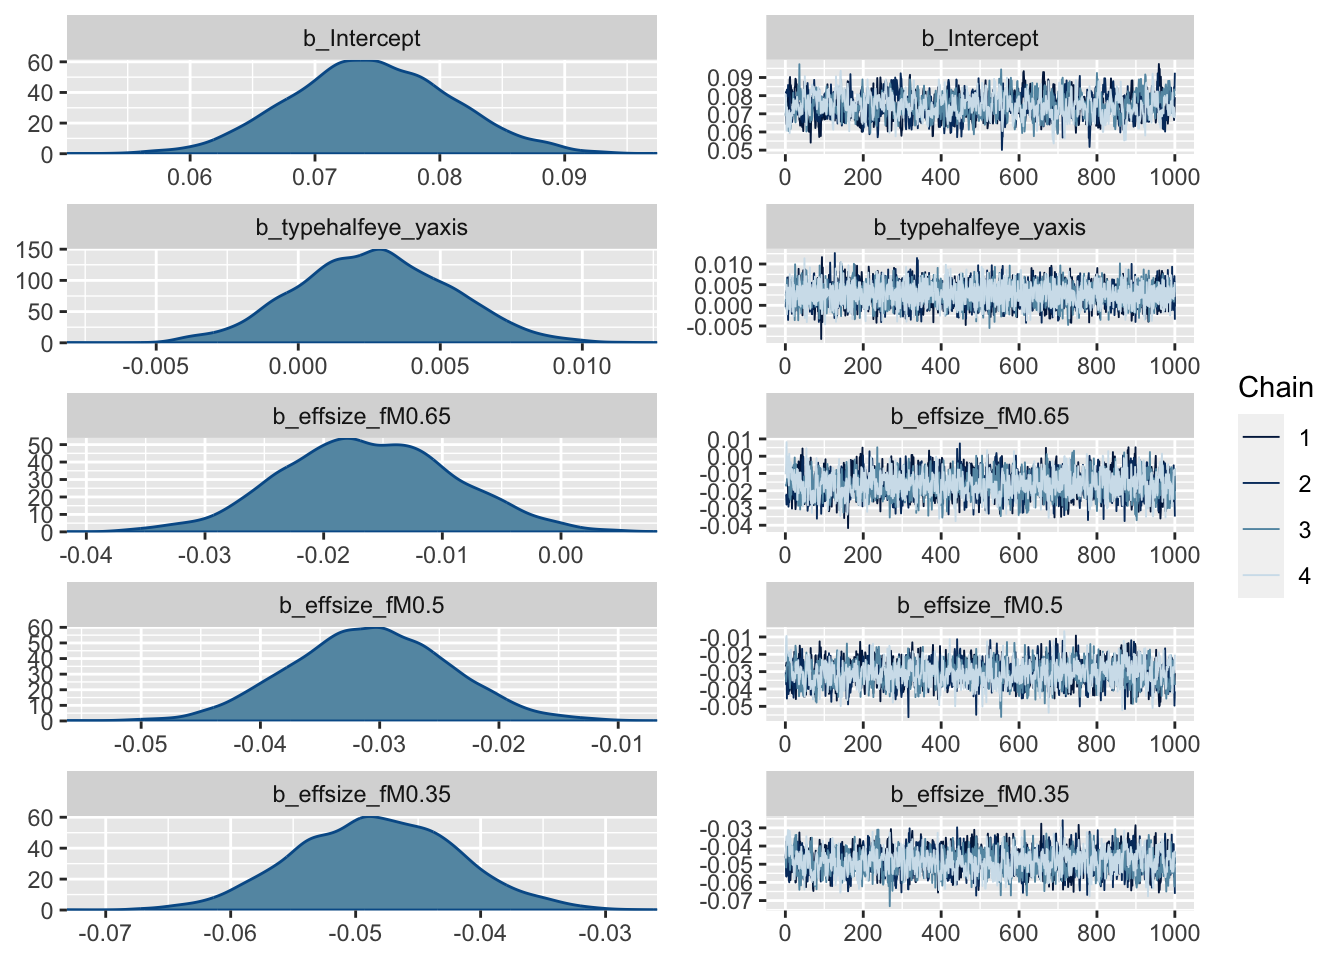 b_Intercept
60
40
20
0
0.06 0.07 0.08 0.09
b_Intercept
0.09
0.08
0.07
0.06
0.05
0 200 400 600 800 1000
b_typehalfeye_yaxis
150
100
50
0
-0.005 0.000 0.005 0.010
b_typehalfeye_yaxis
0.010
0.005
0.000
-0.005
0 200 400 600 800 1000
b_effsize_fM0.65
50
40
30
20
10
0
-0.04 -0.03 -0.02 -0.01 0.00
b_effsize_fM0.65
0.01
0.00
-0.01
-0.02
-0.03
-0.04
0 200 400 600 800 1000
b_effsize_fM0.5
60
50
40
30
20
10
0
-0.05 -0.04 -0.03 -0.02 -0.01
b_effsize_fM0.5
-0.01
-0.02
-0.03
-0.04
-0.05
0 200 400 600 800 1000
b_effsize_fM0.35
60
40
20
0
-0.07 -0.06 -0.05 -0.04 -0.03
b_effsize_fM0.35
-0.03
-0.04
-0.05
-0.06
-0.07
0 200 400 600 800 1000
Chain
1
2
3
4